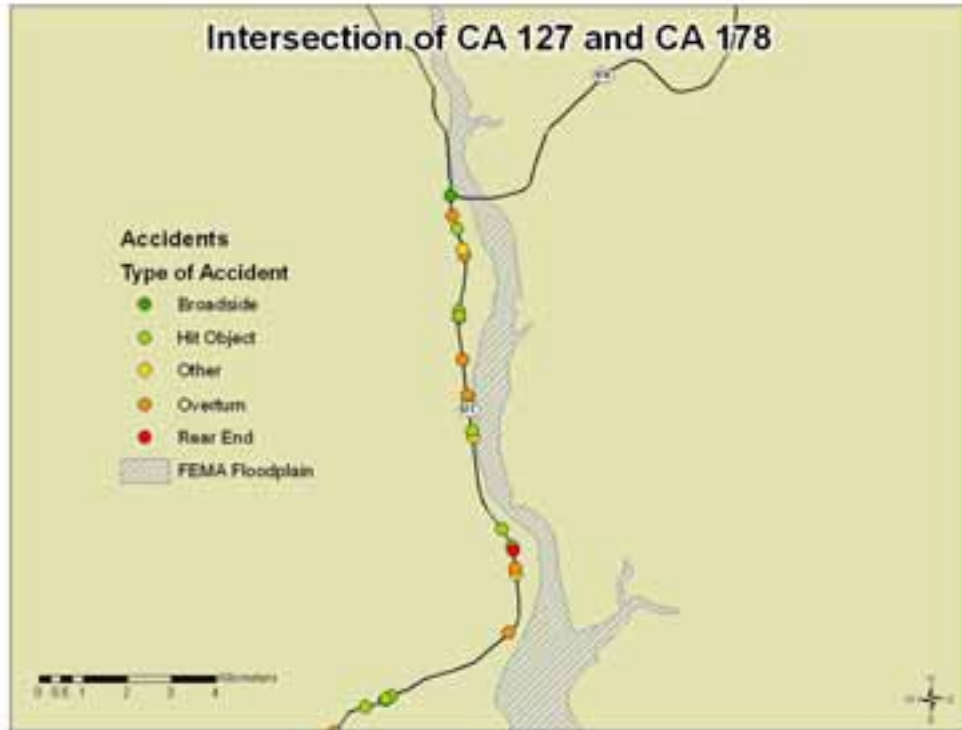 Intersection of CA 127 and CA 178
Accidents
Type of Accident
Broadside
Hit Object
Other
Overturn
Rear End
FEMA Floodplain
Kilometers
0 0.5 1 2 3 4